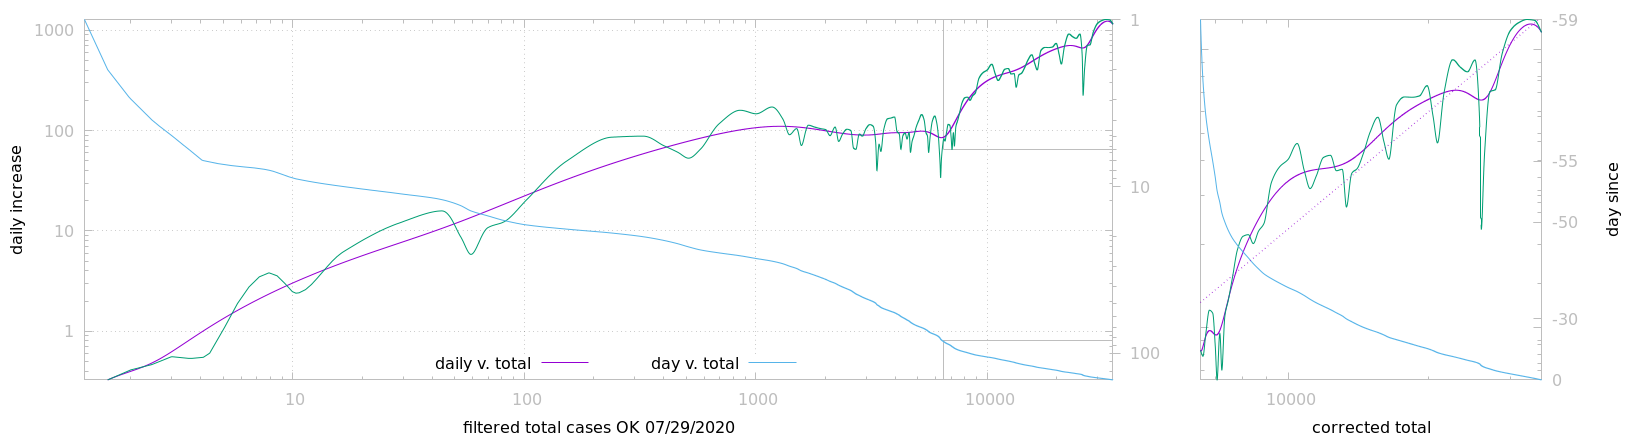 daily increase
1000
100
10
1
10
100
1000
10000
1
10
100
daily v. total
day v. total
filtered total cases OK 07/29/2020
10000
-59
-55
-50
-30
0
day since
corrected total